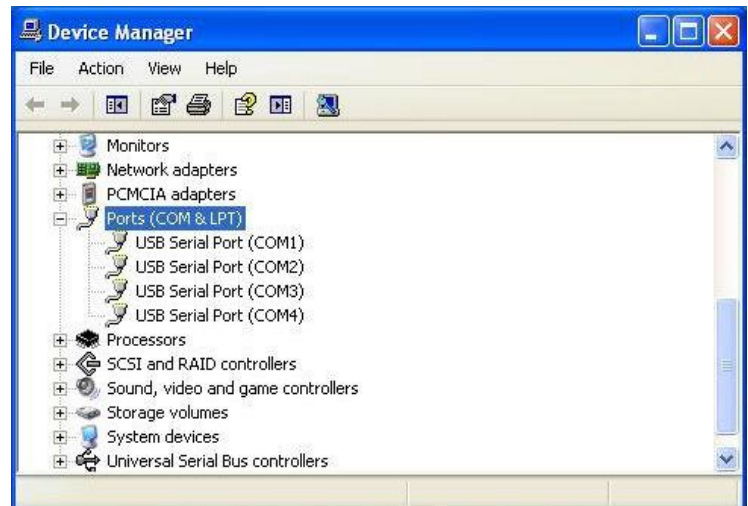 Device Manager
File Action View Help
Monitors
Network adapters
PCMCIA adapters
Ports (COM & LPT)
USB Serial Port (COM1)
USB Serial Port (COM2)
USB Serial Port (COM3)
USB Serial Port (COM4)
Processors
SCSI and RAID controllers
Sound, video and game controllers
Storage volumes
System devices
Universal Serial Bus controllers